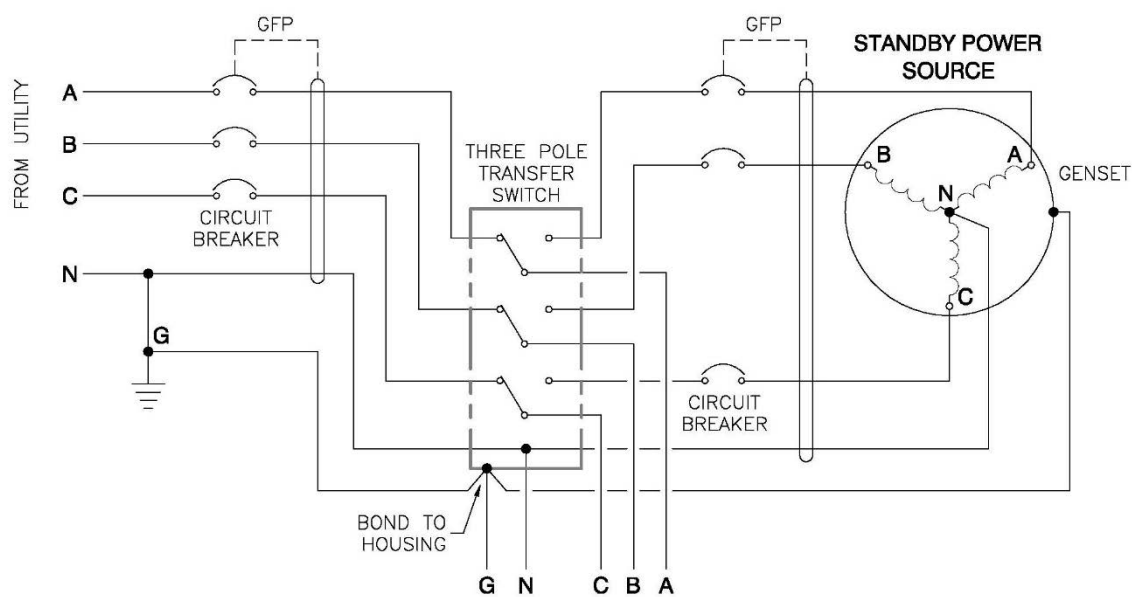 GFP
GFP
STANDBY POWER
SOURCE
FROM UTILITY
A
B
C
N
G
CIRCUIT
BREAKER
THREE POLE
TRANSFER
SWITCH
B
A
N
C
GENSET
CIRCUIT
BREAKER
BOND TO
HOUSING
G N C B A